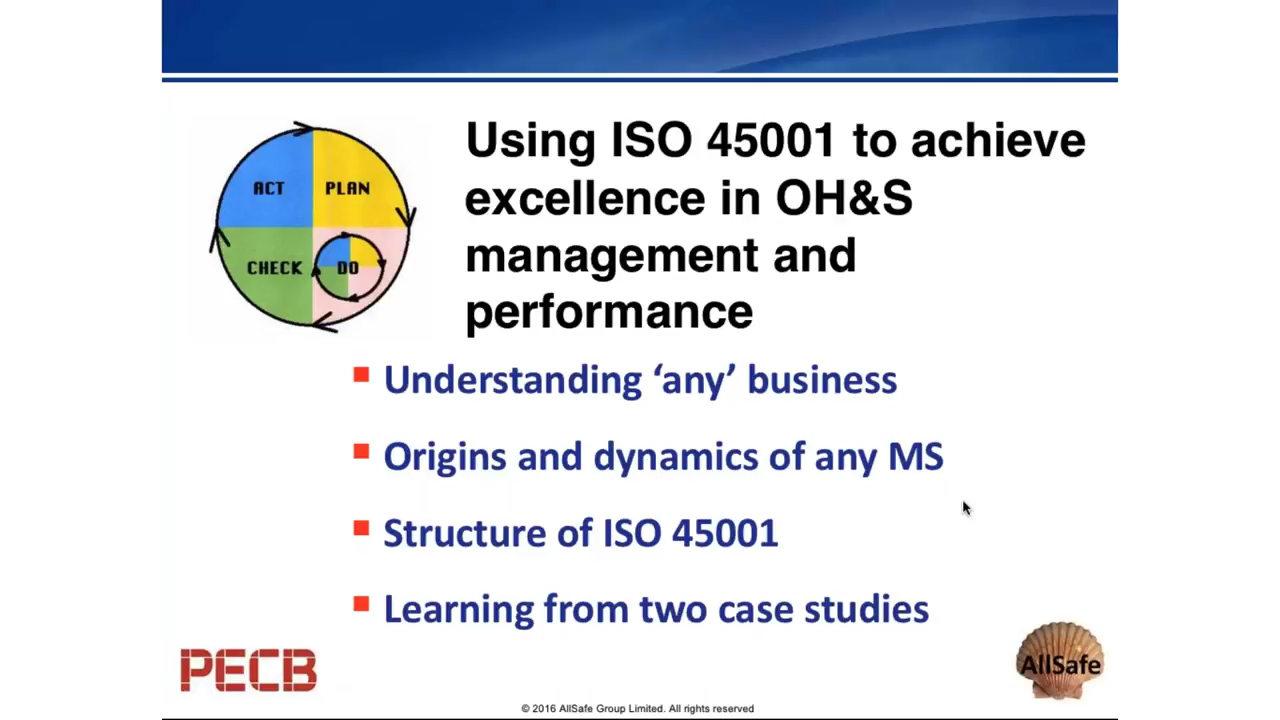 Using ISO 45001 to achieve
excellence in OH&S
management and
performance
ACT PLAN
CHECK DO
Understanding ‘any’ business
Origins and dynamics of any MS
Structure of ISO 45001
Learning from two case studies
PECB
AllSafe
© 2016 AllSafe Group Limited. All rights reserved